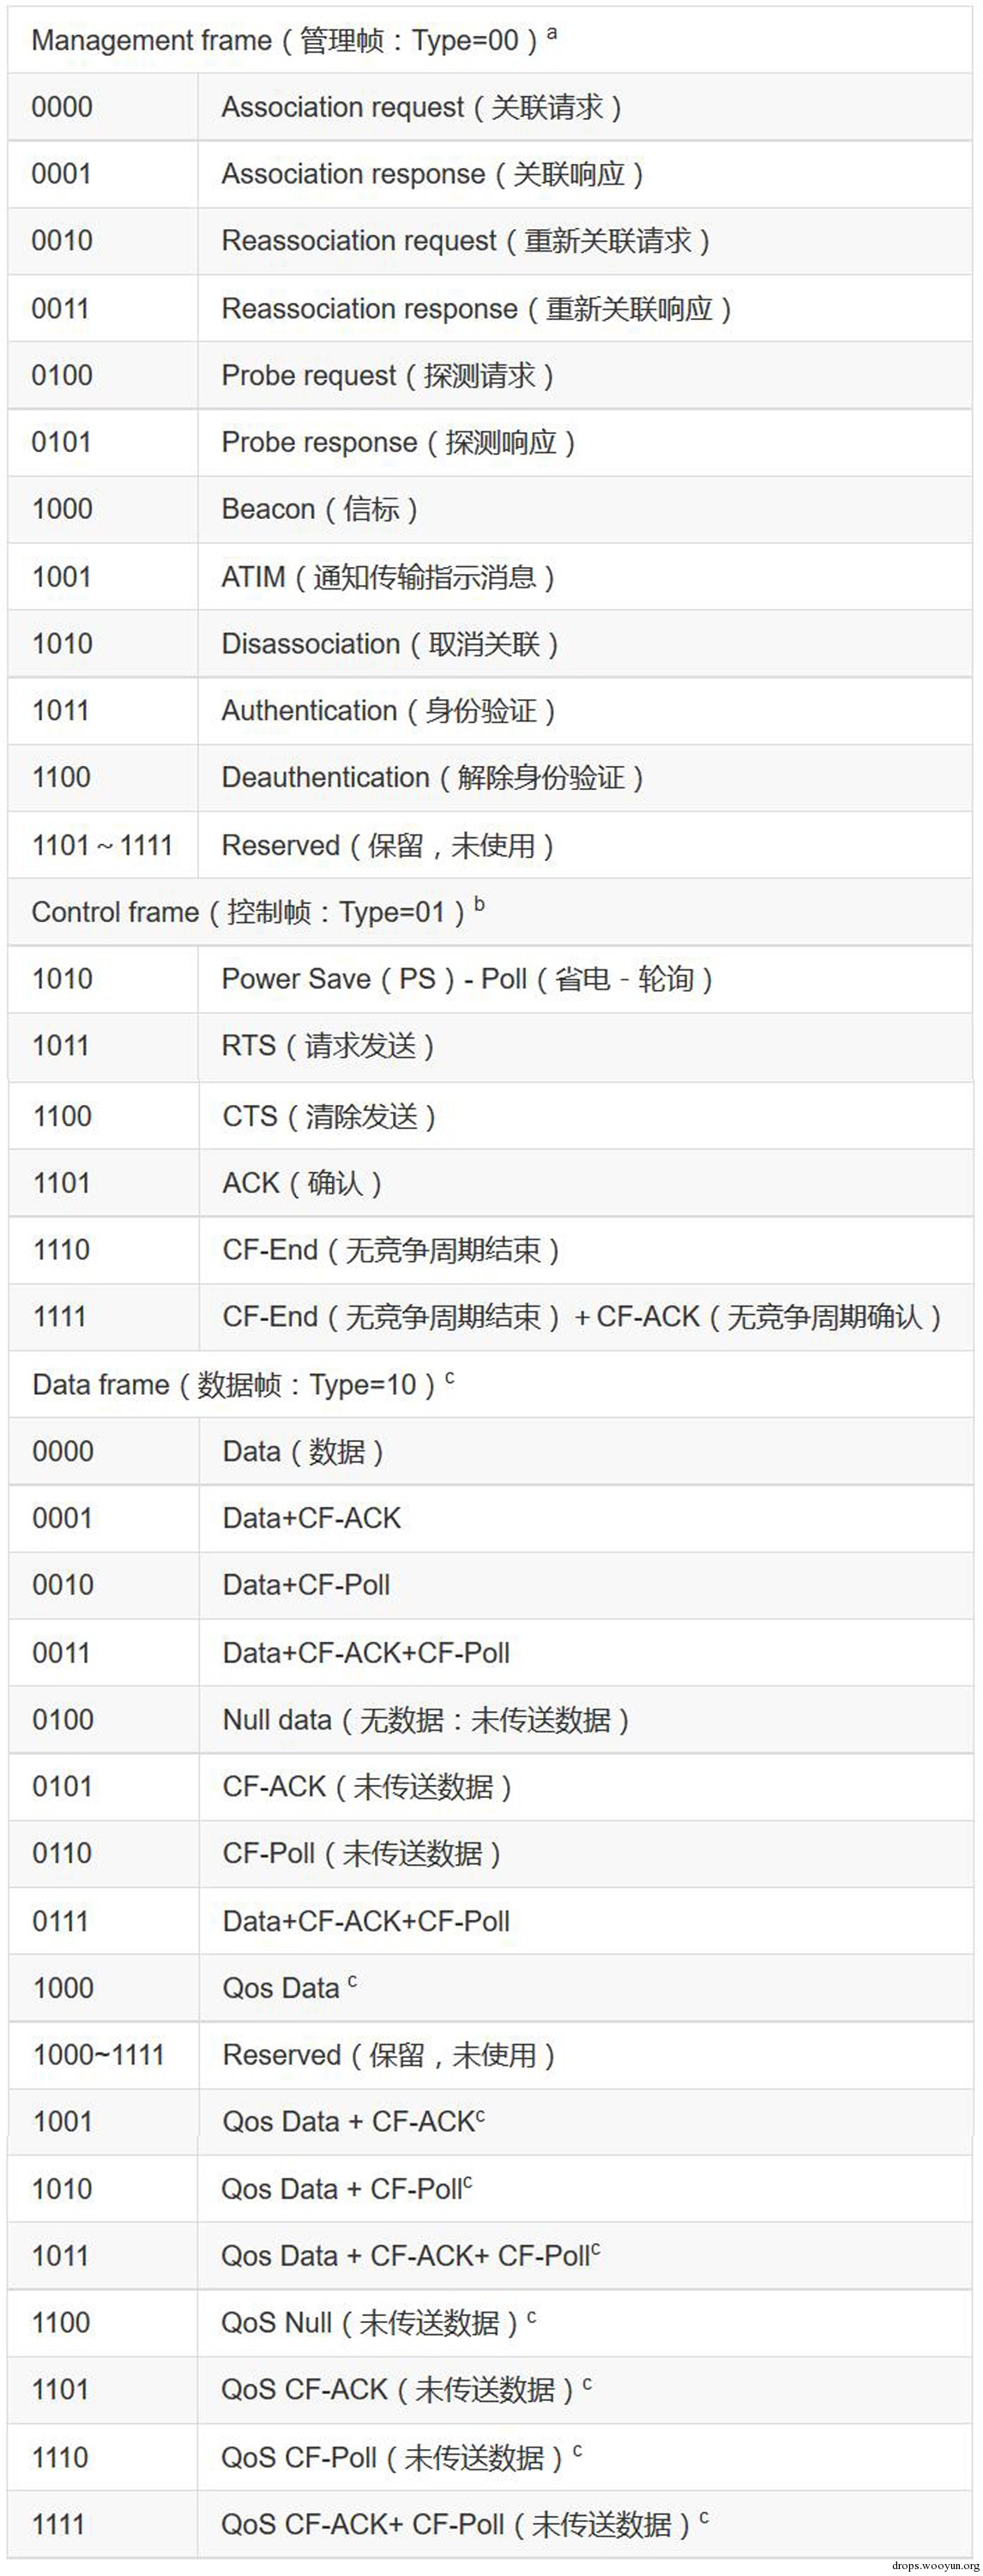 Management frame（管理帧：Type=00）a
0000 Association request（关联请求）
0001 Association response（关联响应）
0010 Reassociation request（重新关联请求）
0011 Reassociation response（重新关联响应）
0100 Probe request（探测请求）
0101 Probe response（探测响应）
1000 Beacon（信标）
1001 ATIM（通知传输指示消息）
1010 Disassociation（取消关联）
1011 Authentication（身份验证）
1100 Deauthentication（解除身份验证）
1101～1111 Reserved（保留，未使用）
Control frame（控制帧：Type=01）b
1010 Power Save（PS）- Poll（省电－轮询）
1011 RTS（请求发送）
1100 CTS（清除发送）
1101 ACK（确认）
1110 CF-End（无竞争周期结束）
1111 CF-End（无竞争周期结束）＋CF-ACK（无竞争周期确认）
Data frame（数据帧：Type=10）c
0000 Data（数据）
0001 Data+CF-ACK
0010 Data+CF-Poll
0011 Data+CF-ACK+CF-Poll
0100 Null data（无数据：未传送数据）
0101 CF-ACK（未传送数据）
0110 CF-Poll（未传送数据）
0111 Data+CF-ACK+CF-Poll
1000 Qos Data c
1000~1111 Reserved（保留，未使用）
1001 Qos Data + CF-ACKc
1010 Qos Data + CF-Pollc
1011 Qos Data + CF-ACK+ CF-Pollc
1100 QoS Null（未传送数据）c
1101 QoS CF-ACK（未传送数据）c
1110 QoS CF-Poll（未传送数据）c
1111 QoS CF-ACK+ CF-Poll（未传送数据）c
drops.wooyun.org